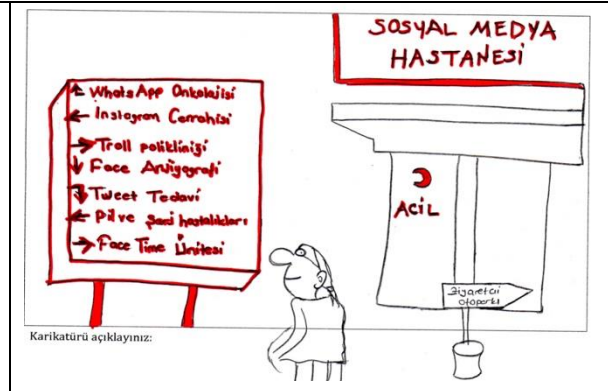 SOSYAL MEDYA
HASTANESİ
WhatsApp Onkolojisi
Instagram Cerrahisi
Troll polikliniği
Face Anjiyografi
Tweet Tedavi
Pil ve Şarj hastalıkları
Face Time Ünitesi
ACİL
Ziyaretçi
otoparkı
Karikatürü açıklayınız: